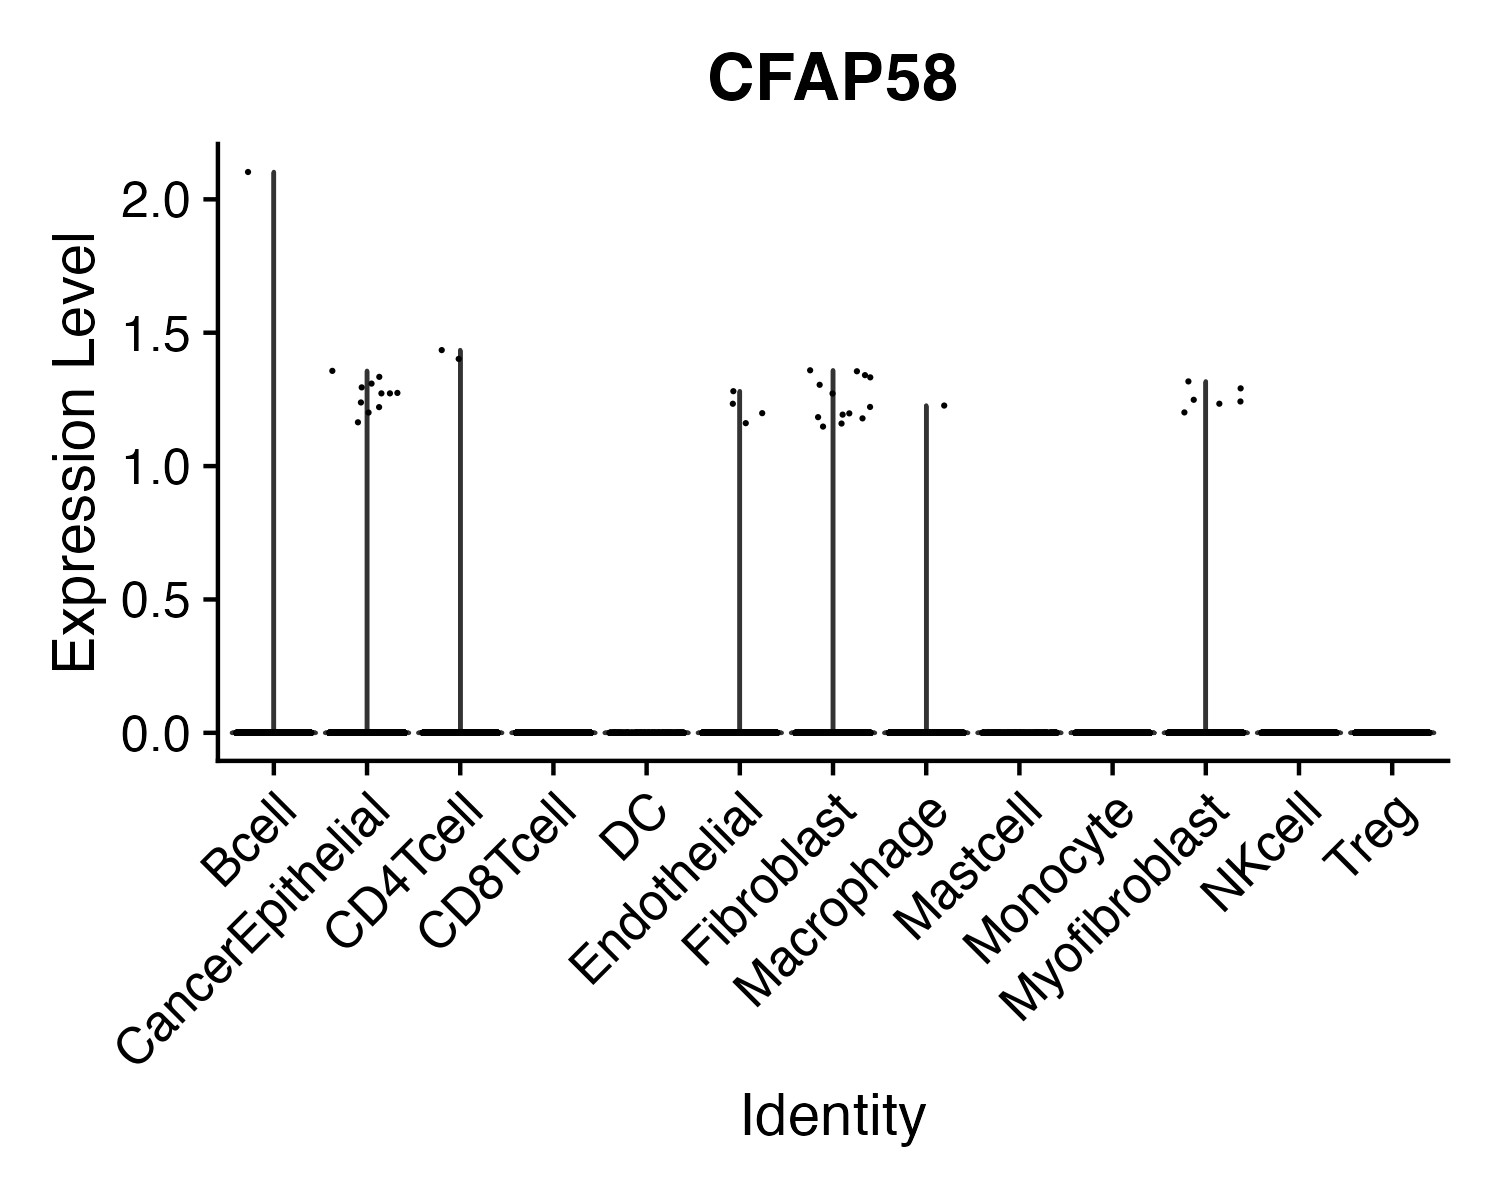 CFAP58
Expression Level
2.0
1.5
1.0
0.5
0.0
Bcell
CancerEpithelial
CD4Tcell
CD8Tcell
DC
Endothelial
Fibroblast
Macrophage
Mastcell
Monocyte
Myofibroblast
NKcell
Treg
Identity